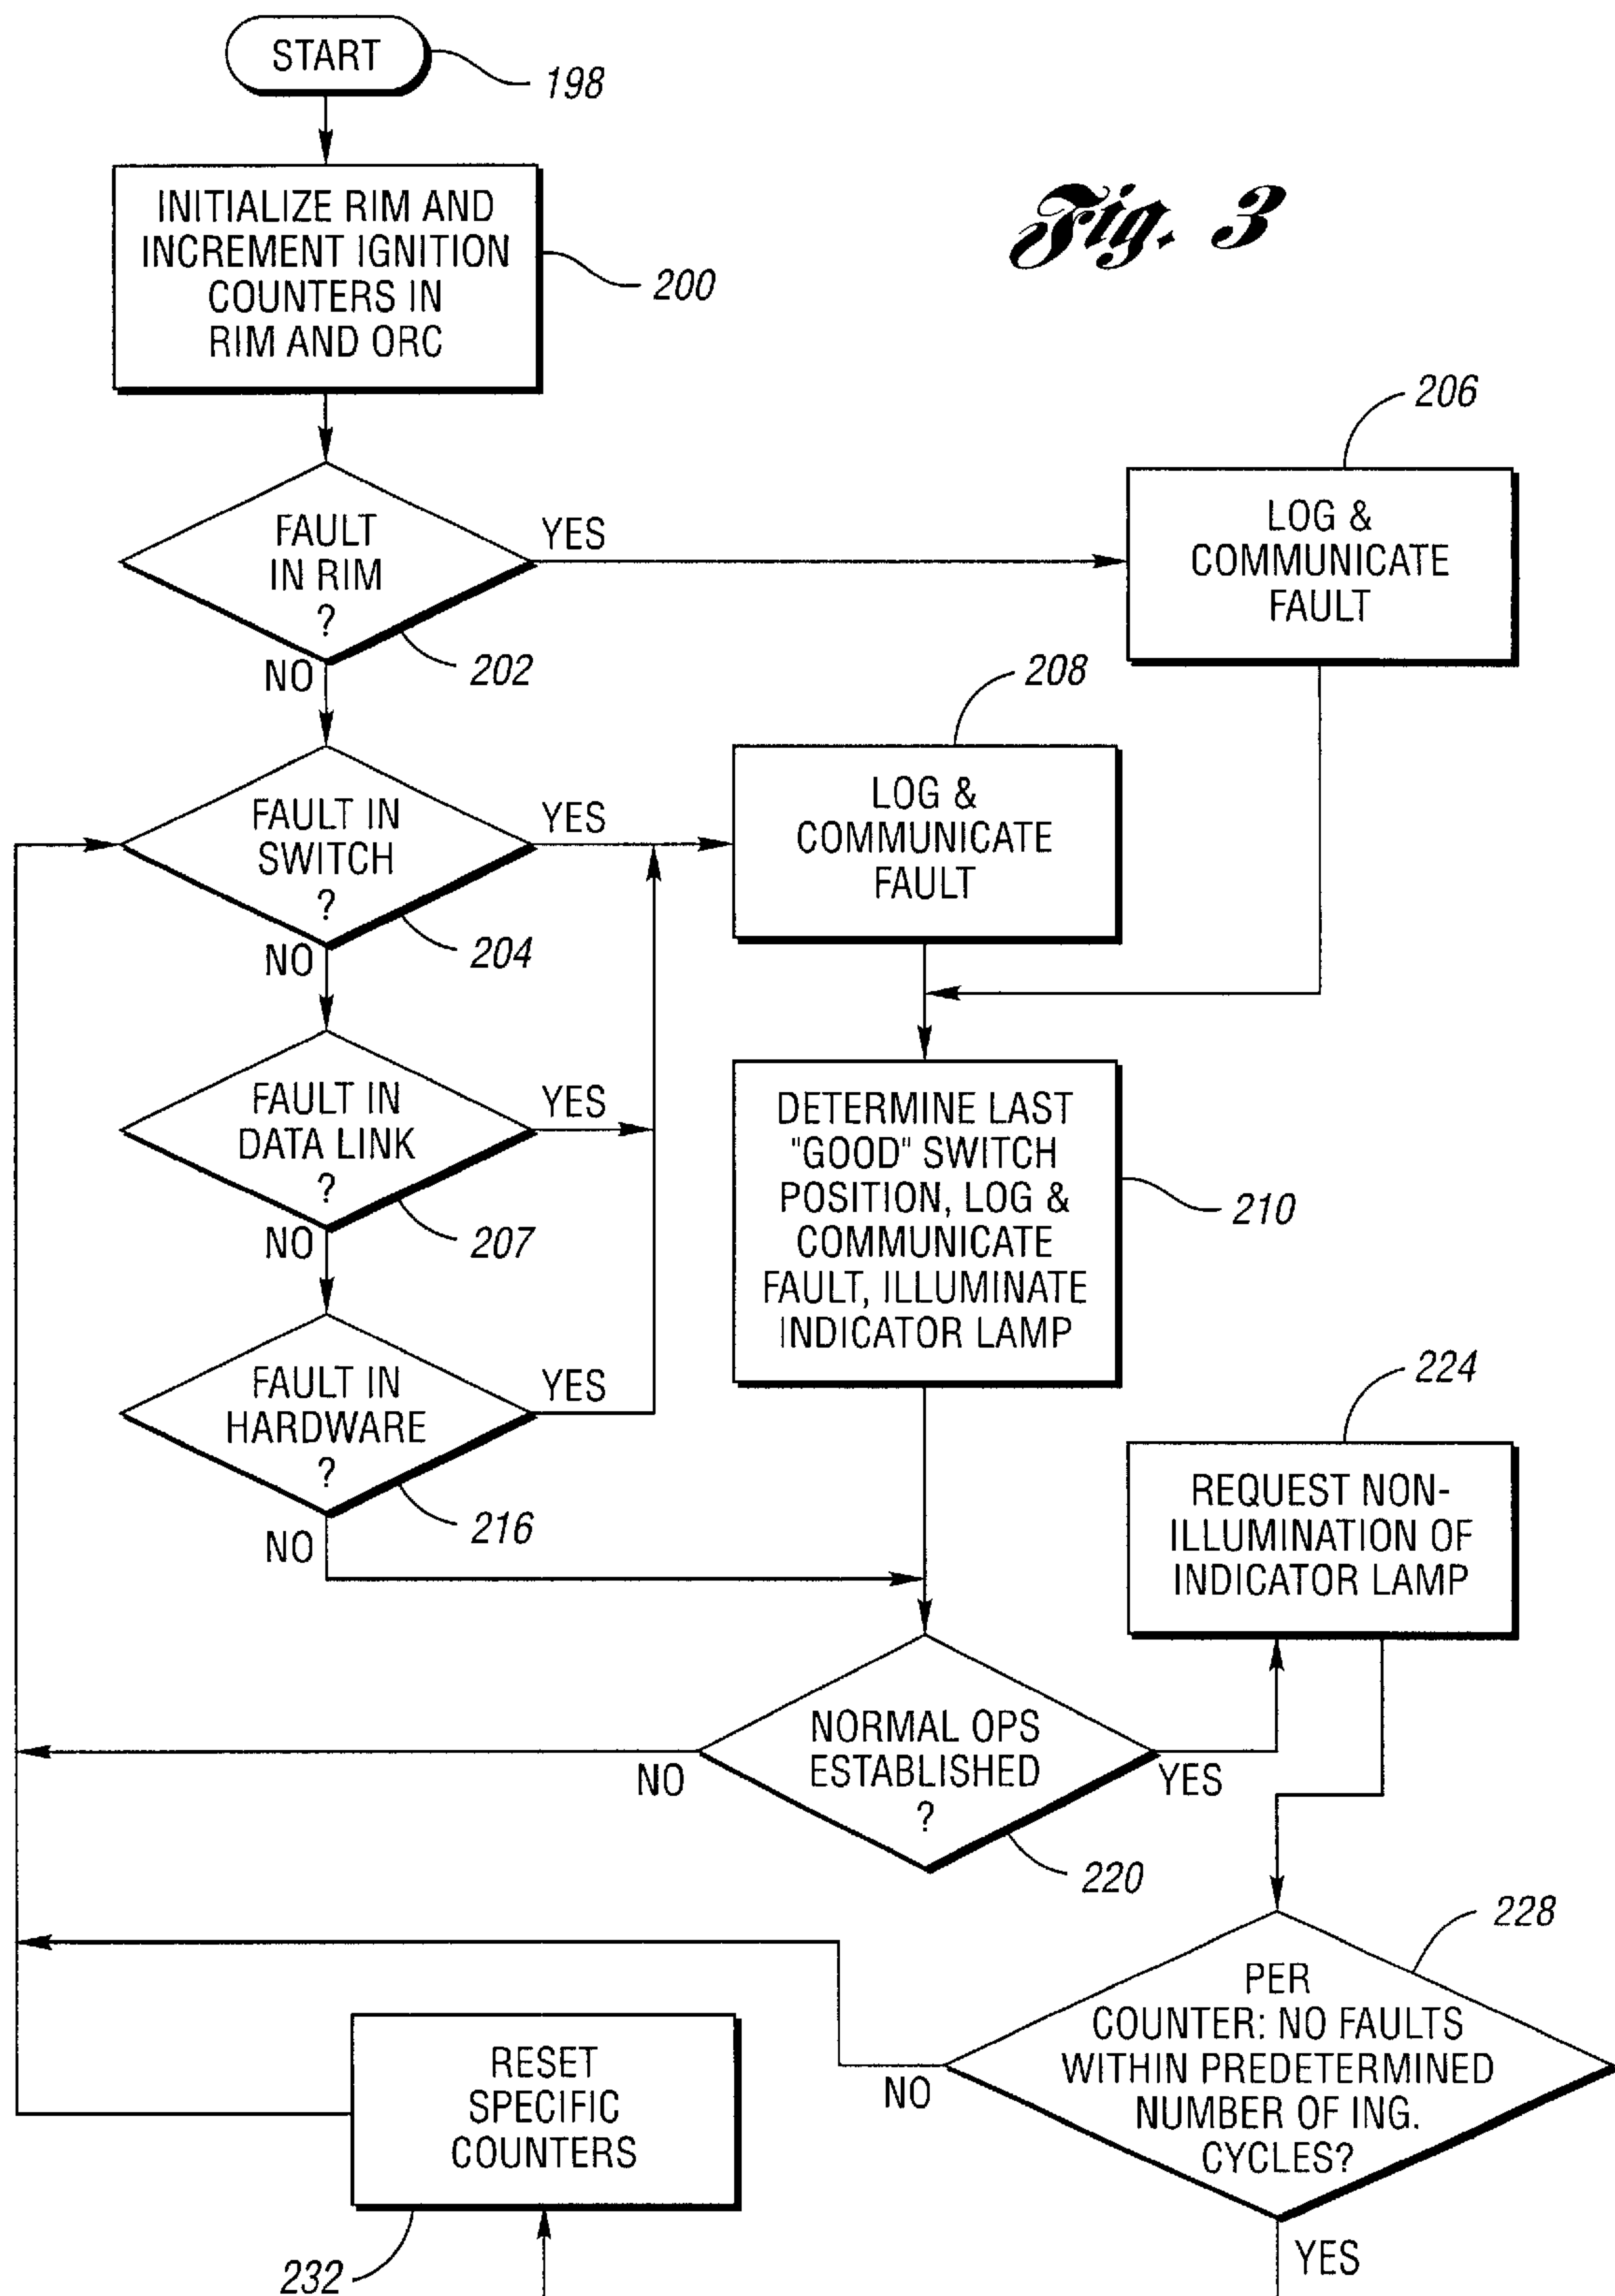 START
198
Fig. 3
INITIALIZE RIM AND
INCREMENT IGNITION
COUNTERS IN
RIM AND ORC
200
FAULT
IN RIM
?
YES
NO
202
206
LOG &
COMMUNICATE
FAULT
FAULT IN
SWITCH
?
YES
NO
204
208
LOG &
COMMUNICATE
FAULT
FAULT IN
DATA LINK
?
YES
NO
207
DETERMINE LAST
"GOOD" SWITCH
POSITION, LOG &
COMMUNICATE
FAULT, ILLUMINATE
INDICATOR LAMP
210
FAULT IN
HARDWARE
?
YES
NO
216
224
REQUEST NON-
ILLUMINATION OF
INDICATOR LAMP
NORMAL OPS
ESTABLISHED
?
NO
YES
220
228
PER
COUNTER: NO FAULTS
WITHIN PREDETERMINED
NUMBER OF ING.
CYCLES?
NO
YES
RESET
SPECIFIC
COUNTERS
232